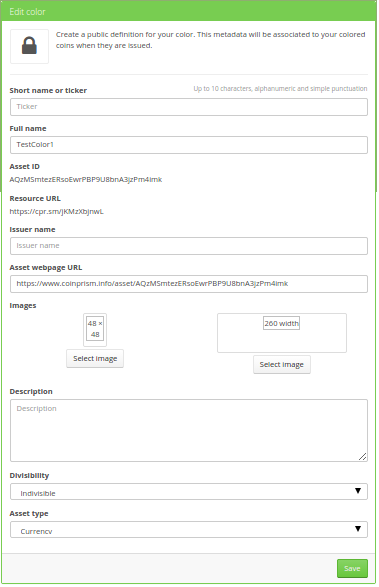 Edit color
Create a public definition for your color. This metadata will be associated to your colored
coins when they are issued.
Short name or ticker
Up to 10 characters, alphanumeric and simple punctuation
Ticker
Full name
TestColor1
Asset ID
AQzMSmtezERsoEwrPBP9U8bnA3jzPm4imk
Resource URL
https://cpr.sm/jKMzXbjnwL
Issuer name
Issuer name
Asset webpage URL
https://www.coinprism.info/asset/AQzMSmtezERsoEwrPBP9U8bnA3jzPm4imk
Images
48 ×
48
260 width
Select image
Select image
Description
Description
Divisibility
Indivisible
Asset type
Currency
Save